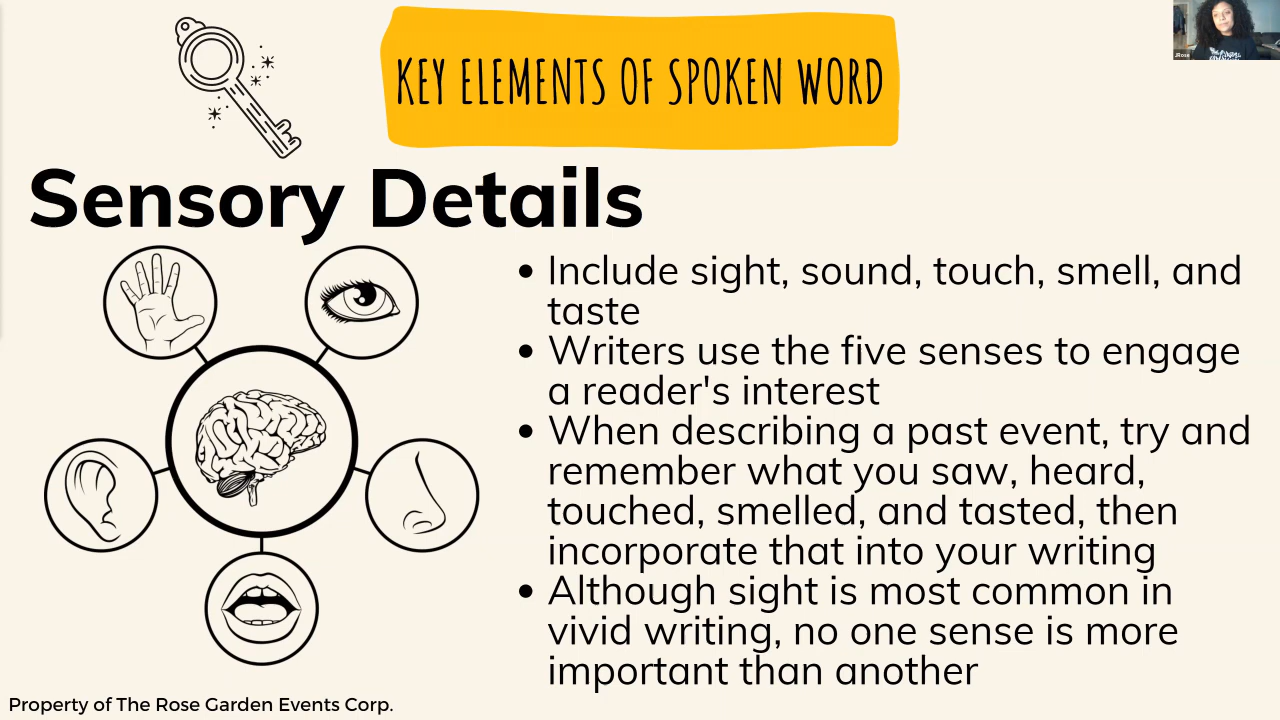 KEY ELEMENTS OF SPOKEN WORD
JRose
Sensory Details
• Include sight, sound, touch, smell, and
taste
• Writers use the five senses to engage
a reader's interest
• When describing a past event, try and
remember what you saw, heard,
touched, smelled, and tasted, then
incorporate that into your writing
• Although sight is most common in
vivid writing, no one sense is more
important than another
Property of The Rose Garden Events Corp.